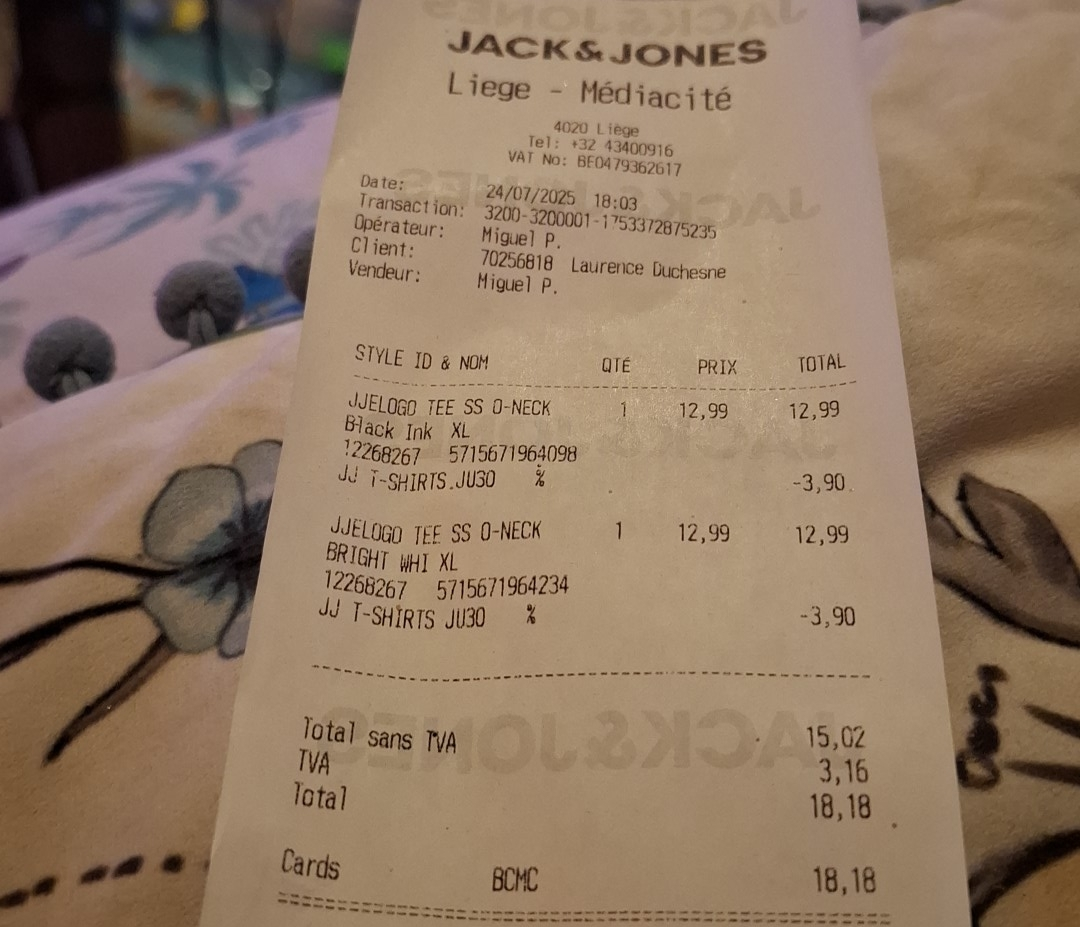 JACK&JONES
Liege - Médiacité
4020 Liège
Tel: +32 43400916
VAT No: BE0479362617
Date: 24/07/2025 18:03
Transaction: 3200-3200001-1753372875235
Opérateur: Miguel P.
Client: 70256818 Laurence Duchesne
Vendeur: Miguel P.
STYLE ID & NOM QTÉ PRIX TOTAL
JJELOGO TEE SS O-NECK 1 12,99 12,99
Black Ink XL
12268267 5715671964098
JJ T-SHIRTS JU30 % -3,90
JJELOGO TEE SS O-NECK 1 12,99 12,99
BRIGHT WHI XL
12268267 5715671964234
JJ T-SHIRTS JU30 % -3,90
Total sans TVA 15,02
TVA 3,16
Total 18,18
Cards BCMC 18,18